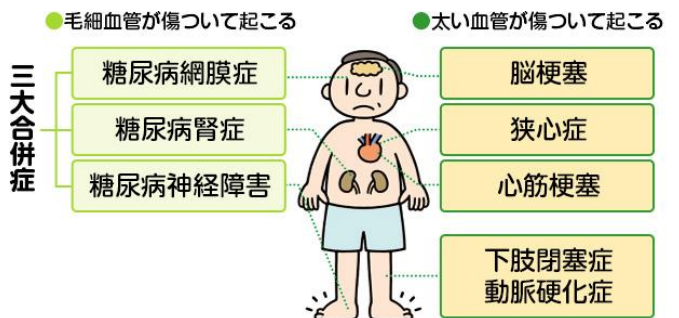 ●毛細血管が傷ついて起こる
三大合併症
糖尿病網膜症
糖尿病腎症
糖尿病神経障害
●太い血管が傷ついて起こる
脳梗塞
狭心症
心筋梗塞
下肢閉塞症
動脈硬化症